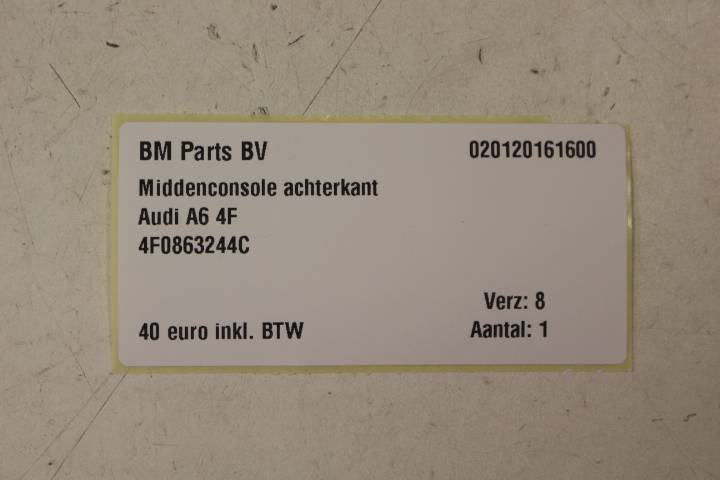 BM Parts BV 020120161600
Middenconsole achterkant
Audi A6 4F
4F0863244C
Verz: 8
40 euro inkl. BTW Aantal: 1